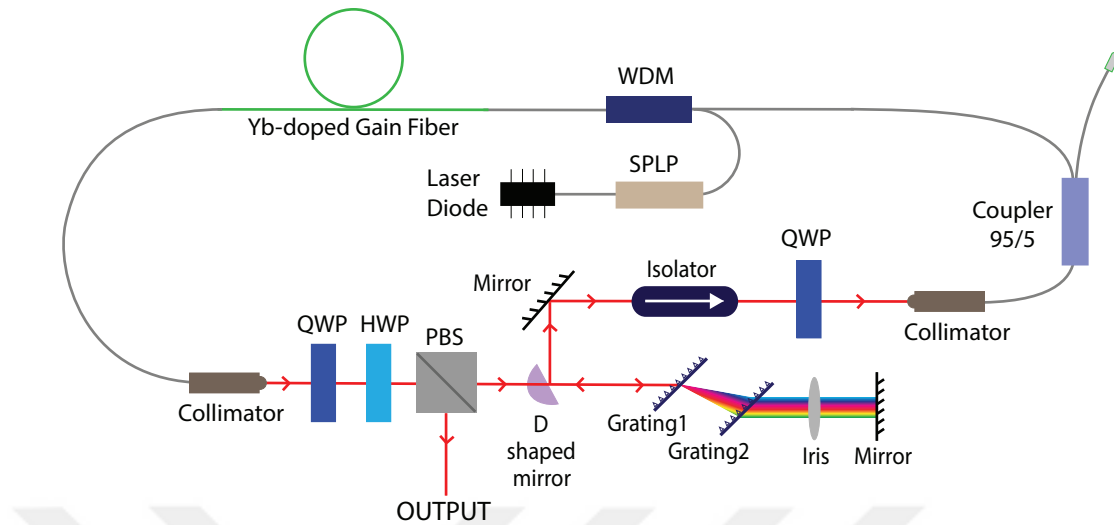 WDM
Yb-doped Gain Fiber
SPLP
Laser
Diode
Coupler
95/5
QWP
Isolator
Mirror
Collimator
QWP
HWP
PBS
Collimator
D
shaped
mirror
Grating1
Grating2
Iris
Mirror
OUTPUT